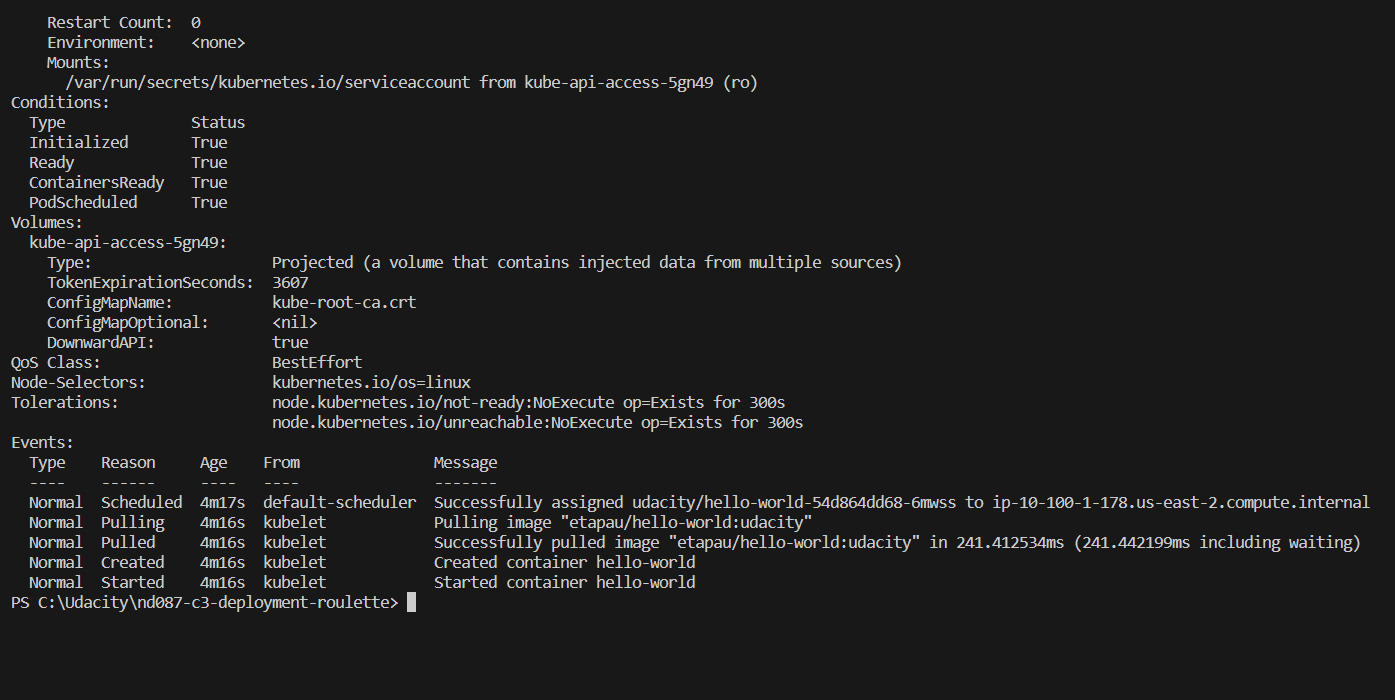 Restart Count:  0
    Environment:    <none>
    Mounts:
      /var/run/secrets/kubernetes.io/serviceaccount from kube-api-access-5gn49 (ro)
Conditions:
  Type              Status
  Initialized       True
  Ready             True
  ContainersReady   True
  PodScheduled      True
Volumes:
  kube-api-access-5gn49:
    Type:                    Projected (a volume that contains injected data from multiple sources)
    TokenExpirationSeconds:  3607
    ConfigMapName:           kube-root-ca.crt
    ConfigMapOptional:       <nil>
    DownwardAPI:             true
QoS Class:                   BestEffort
Node-Selectors:              kubernetes.io/os=linux
Tolerations:                 node.kubernetes.io/not-ready:NoExecute op=Exists for 300s
                             node.kubernetes.io/unreachable:NoExecute op=Exists for 300s
Events:
  Type    Reason     Age    From               Message
  ----    ------     ----   ----               -------
  Normal  Scheduled  4m17s  default-scheduler  Successfully assigned udacity/hello-world-54d864dd68-6mwss to ip-10-100-1-178.us-east-2.compute.internal
  Normal  Pulling    4m16s  kubelet            Pulling image "etapau/hello-world:udacity"
  Normal  Pulled     4m16s  kubelet            Successfully pulled image "etapau/hello-world:udacity" in 241.412534ms (241.442199ms including waiting)
  Normal  Created    4m16s  kubelet            Created container hello-world
  Normal  Started    4m16s  kubelet            Started container hello-world
PS C:\Udacity\nd087-c3-deployment-roulette>